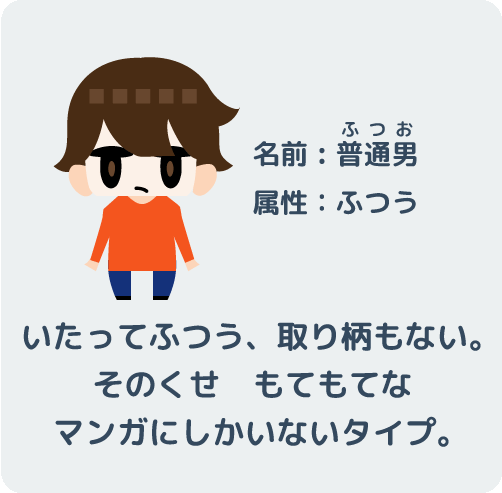 ふつお
名前：普通男
属性：ふつう
いたってふつう、取り柄もない。
そのくせ　もてもてな
マンガにしかいないタイプ。